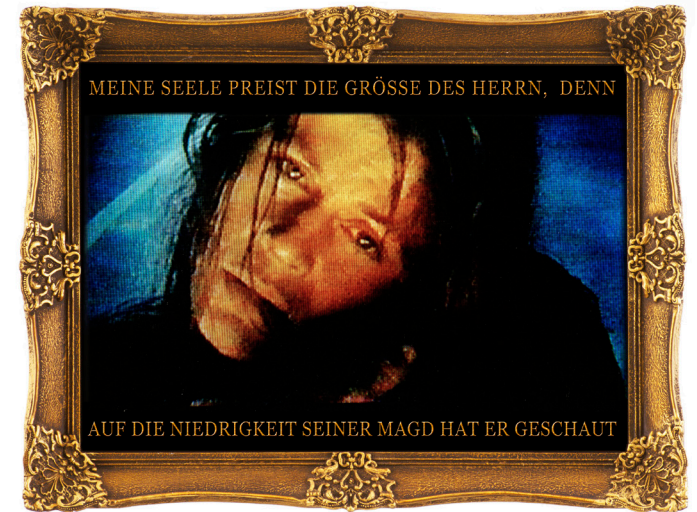 MEINE SEELE PREIST DIE GRÖSSE DES HERRN, DENN
AUF DIE NIEDRIGKEIT SEINER MAGD HAT ER GESCHAUT